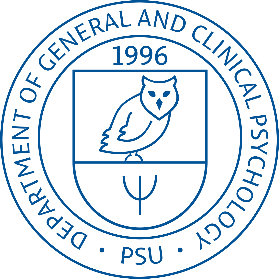 DEPARTMENT OF GENERAL AND CLINICAL PSYCHOLOGY
1996
· PSU ·